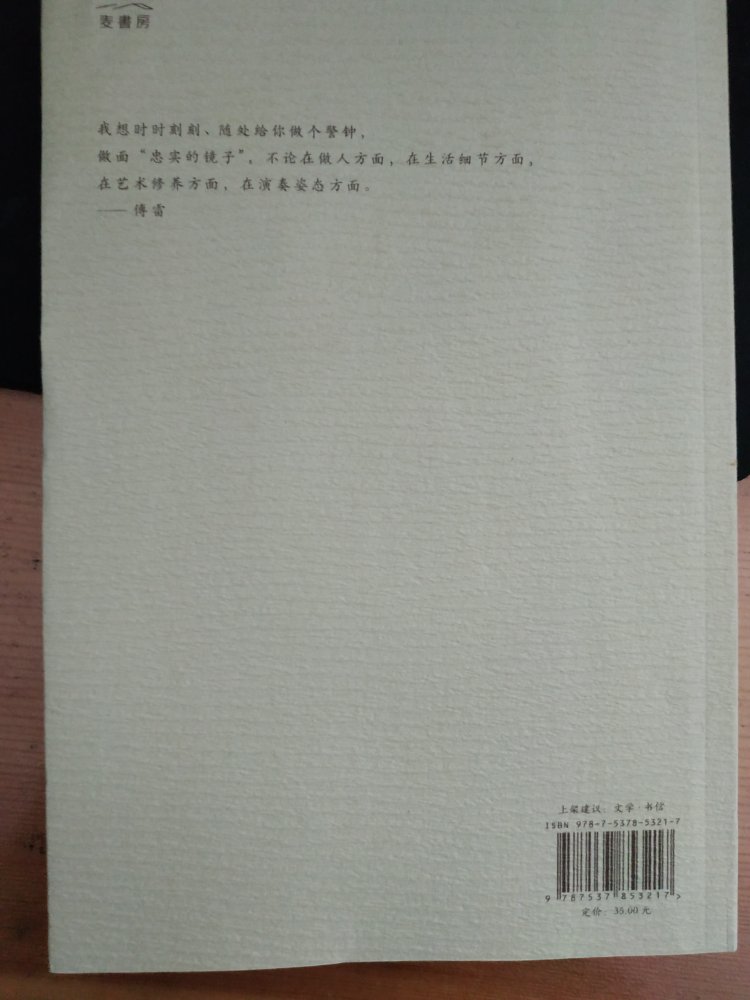 麦書房
我想时时刻刻、随处给你做个警钟，
做面“忠实的镜子”，不论在做人方面，在生活细节方面，
在艺术修养方面，在演奏姿态方面。
—— 傅雷
上架建议：文学·书信
ISBN 978-7-5378-5321-7
9 787537 853217 >
定价：35.00 元